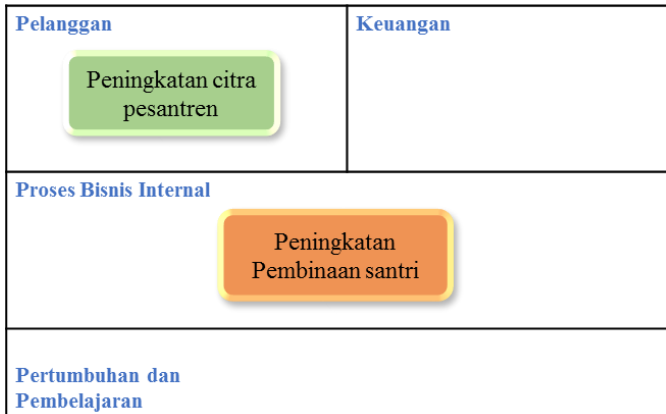 Pelanggan
Keuangan
Peningkatan citra
pesantren
Proses Bisnis Internal
Peningkatan
Pembinaan santri
Pertumbuhan dan
Pembelajaran